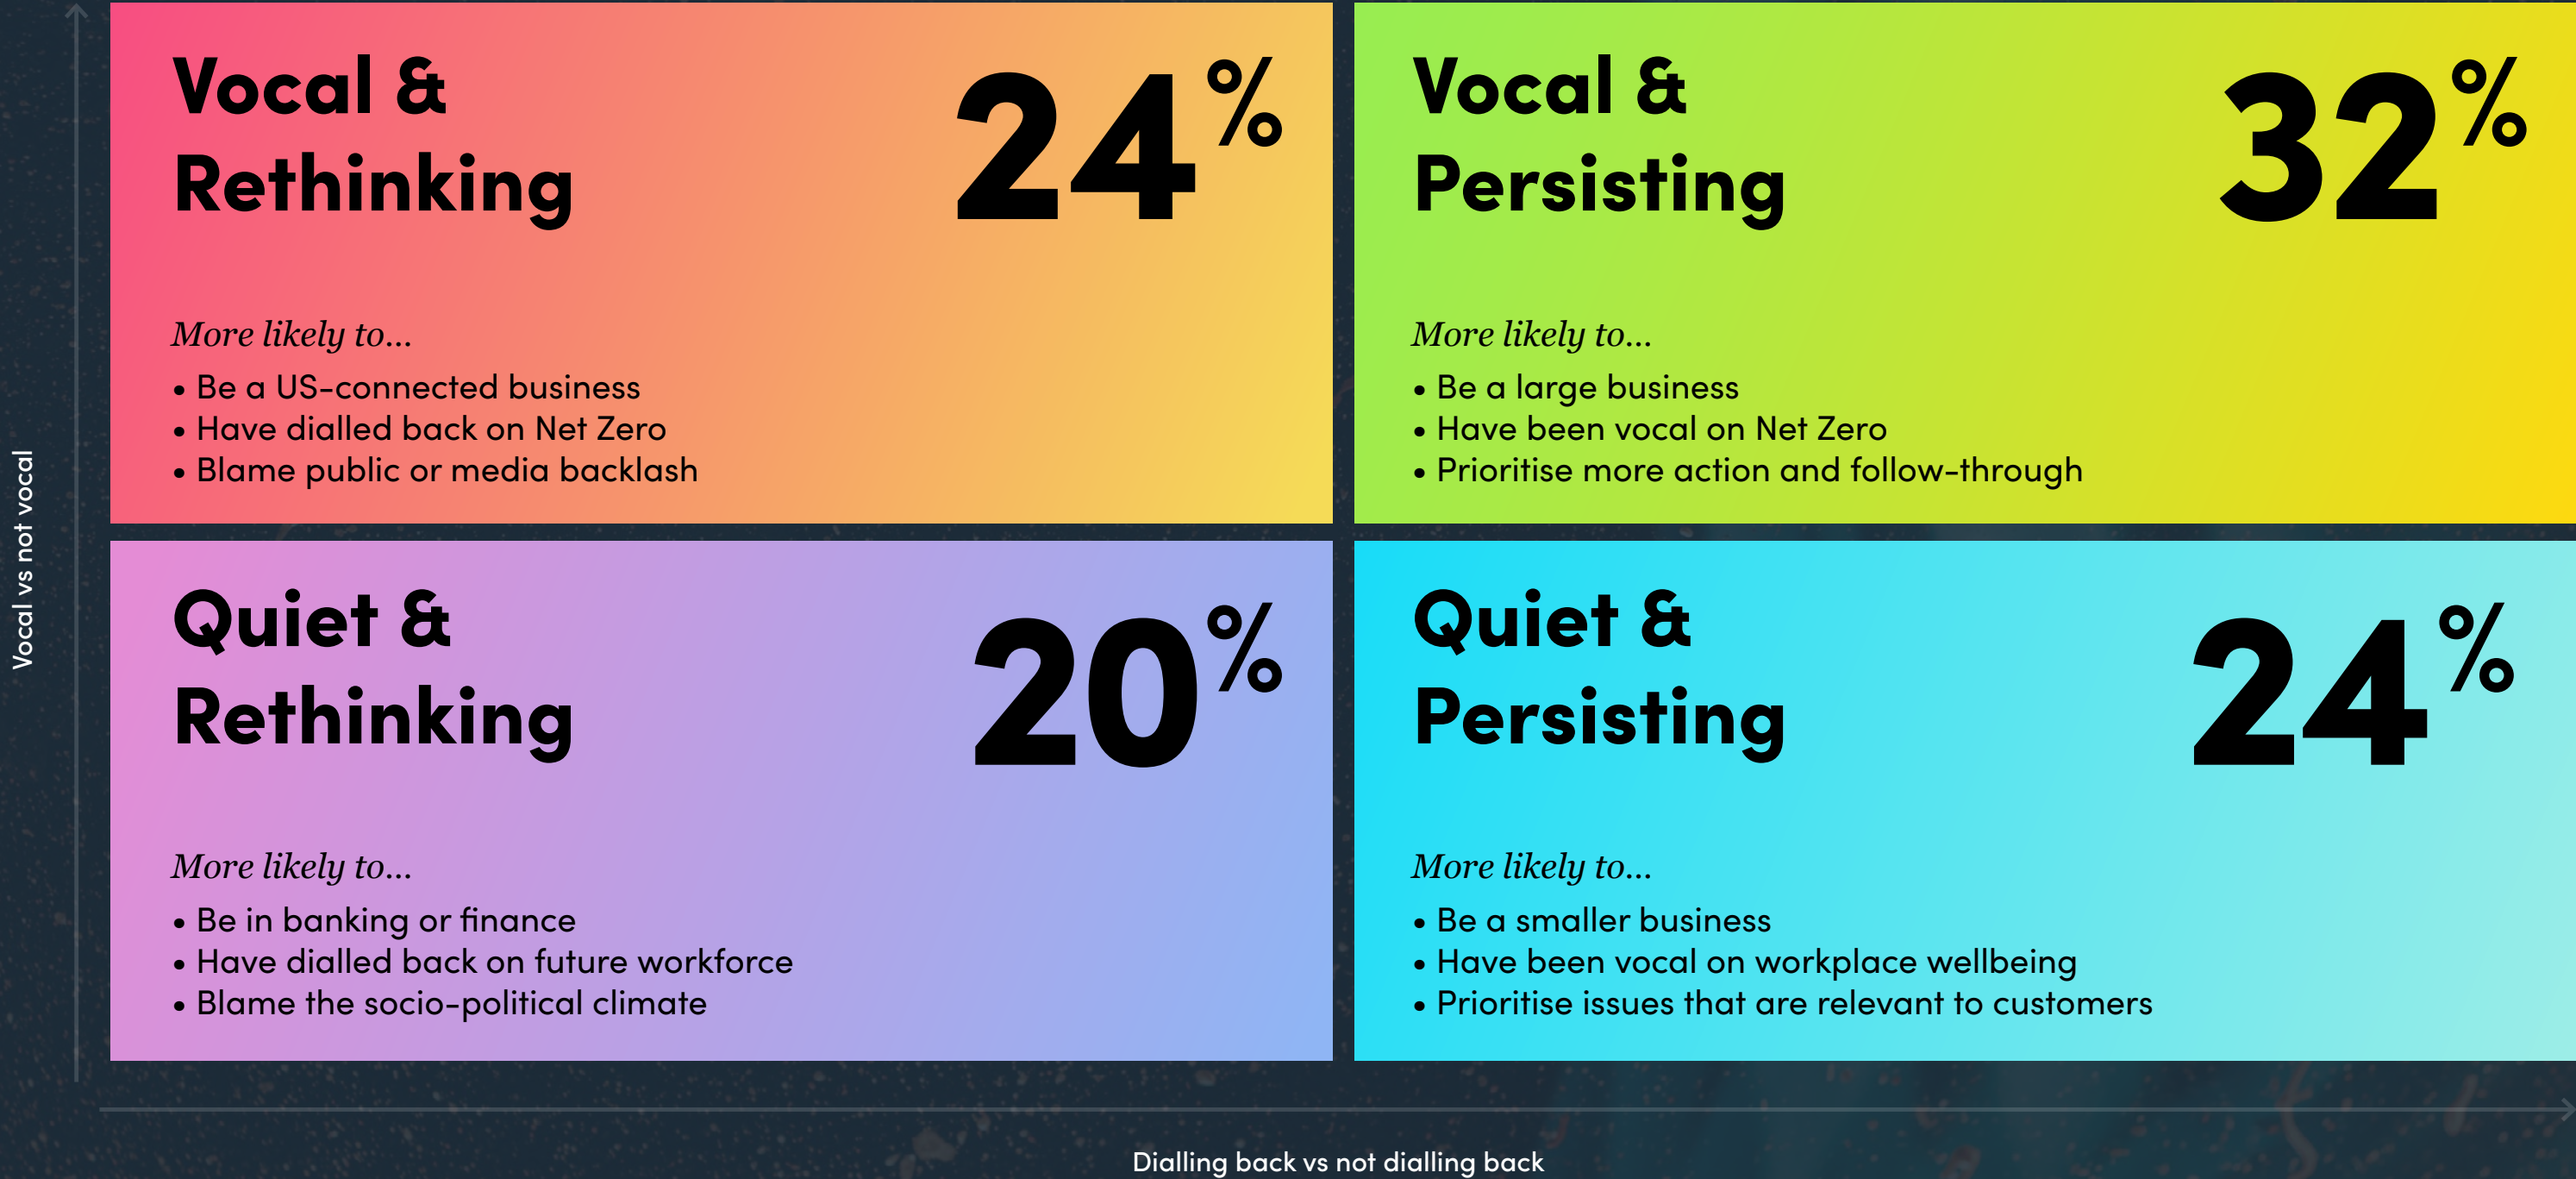 Vocal &
Rethinking
24%
More likely to...
• Be a US-connected business
• Have dialled back on Net Zero
• Blame public or media backlash
Vocal &
Persisting
32%
More likely to...
• Be a large business
• Have been vocal on Net Zero
• Prioritise more action and follow-through
Vocal vs not vocal
Quiet &
Rethinking
20%
More likely to...
• Be in banking or finance
• Have dialled back on future workforce
• Blame the socio-political climate
Quiet &
Persisting
24%
More likely to...
• Be a smaller business
• Have been vocal on workplace wellbeing
• Prioritise issues that are relevant to customers
Dialling back vs not dialling back